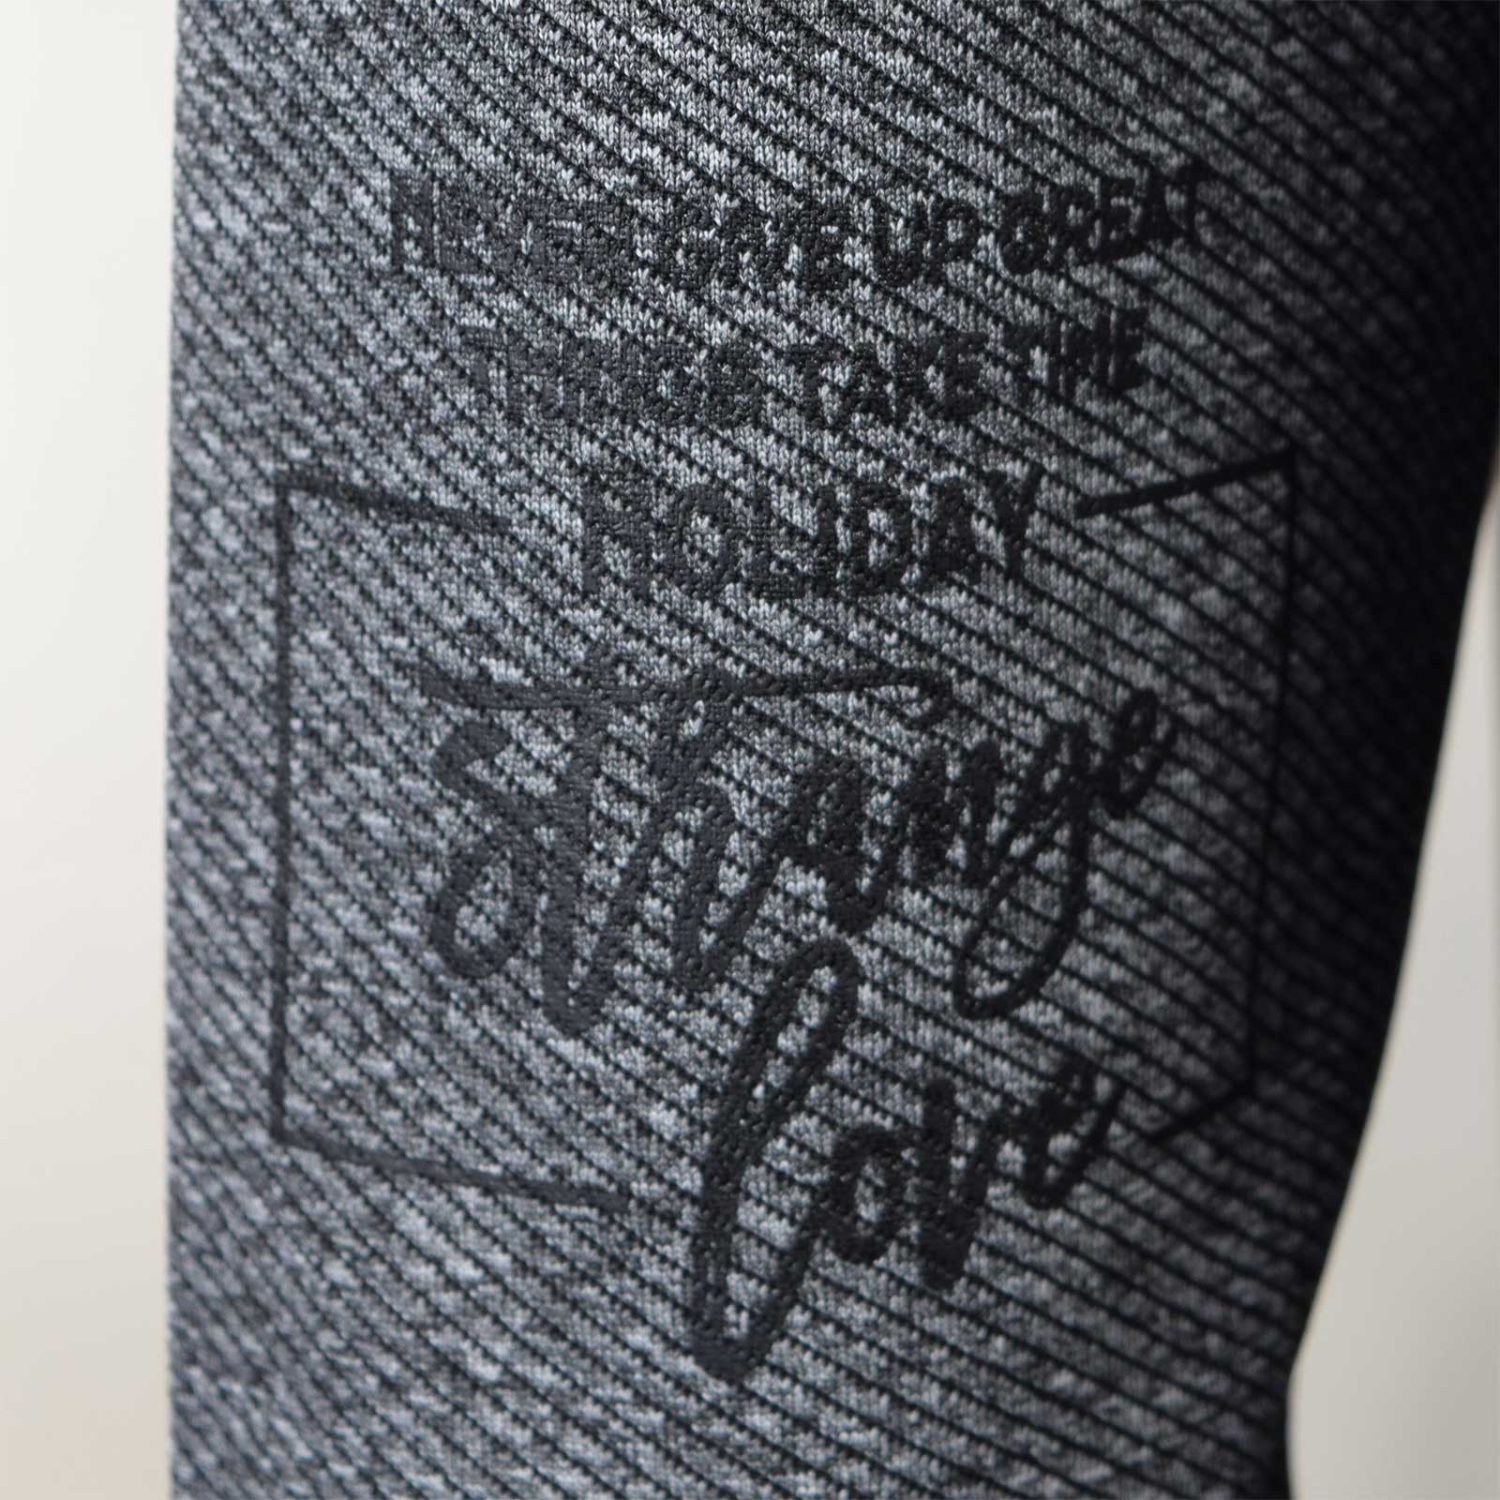 NEVER GIVE UP GREAT
THINGS TAKE TIME
HOLIDAY
Strange
Love